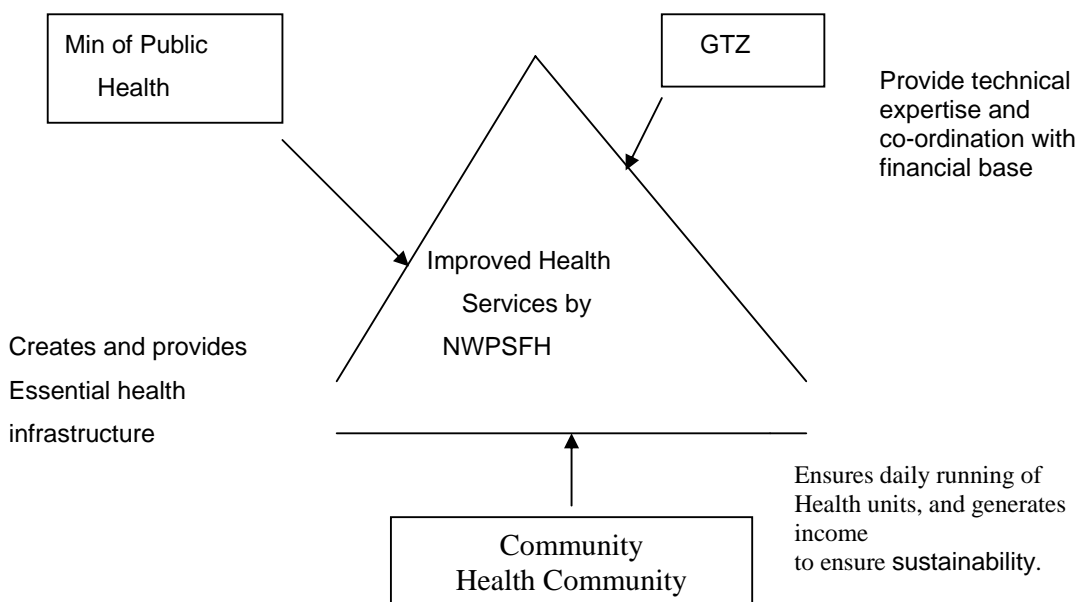 Min of Public
Health
GTZ
Provide technical
expertise and
co-ordination with
financial base
Improved Health
Services by
NWPSFH
Creates and provides
Essential health
infrastructure
Ensures daily running of
Health units, and generates
income
to ensure sustainability.
Community
Health Community